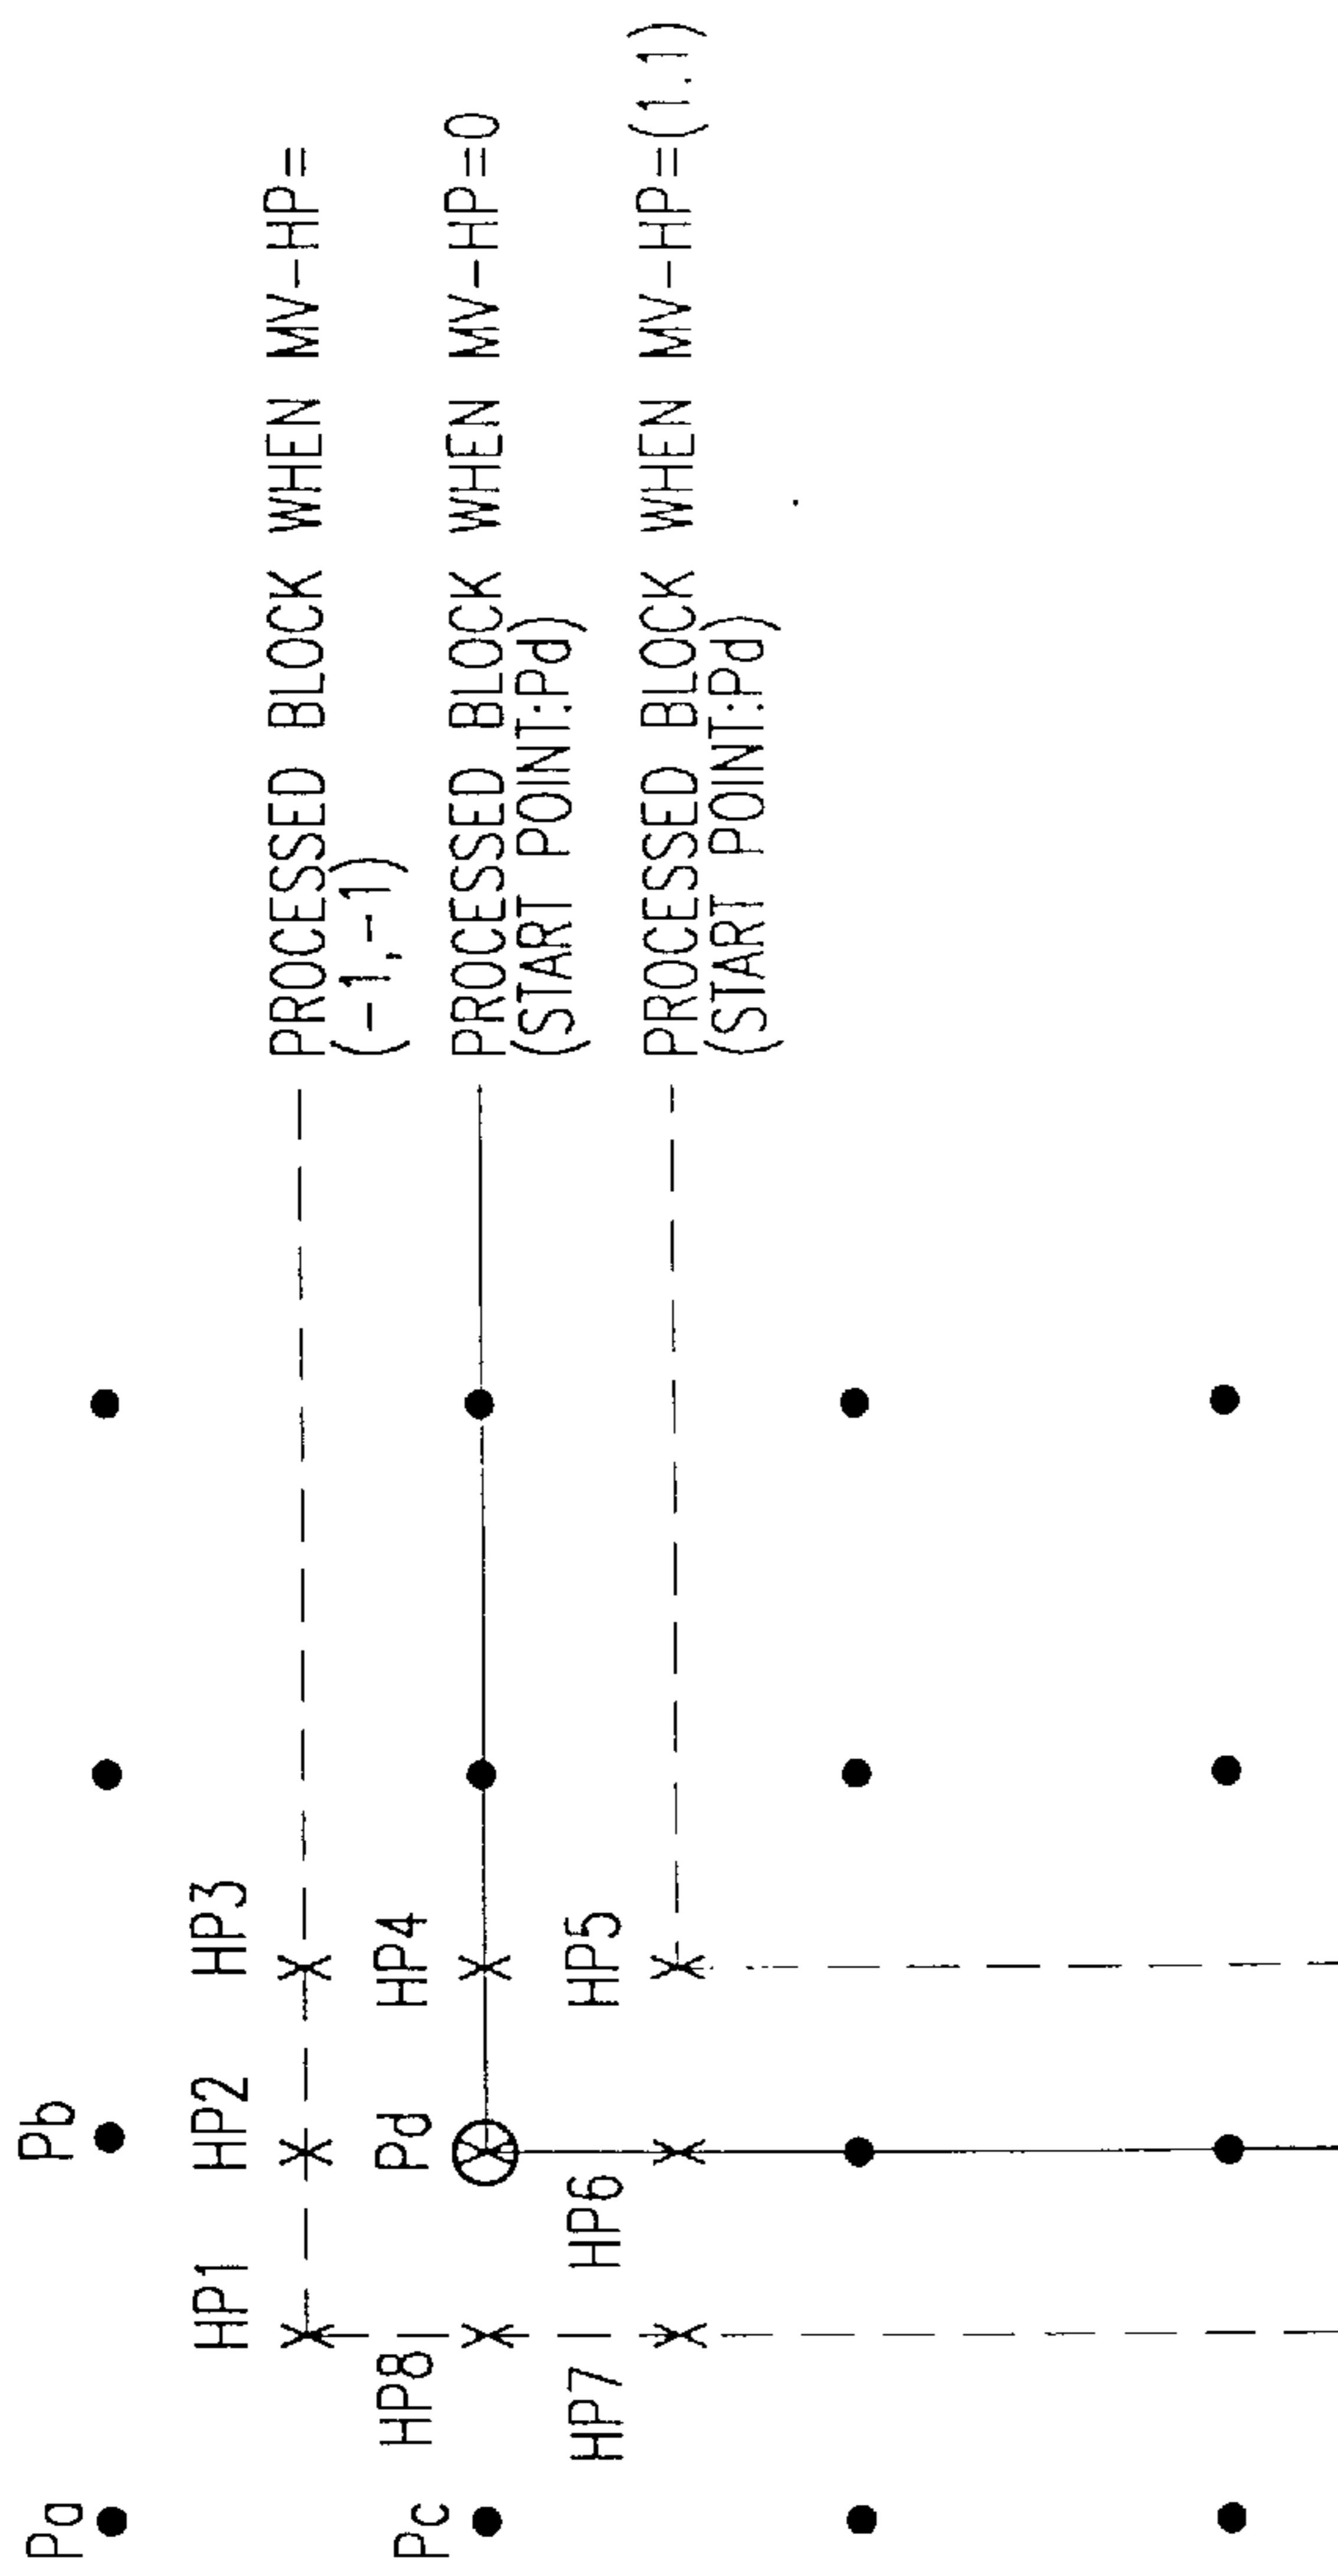 Pa
Pb
HP1
HP2
HP3
PROCESSED BLOCK WHEN MV-HP=
(-1,-1)
Pc
HP8
Pd
HP4
PROCESSED BLOCK WHEN MV-HP=0
(START POINT:Pd)
HP7
HP6
HP5
PROCESSED BLOCK WHEN MV-HP=(1.1)
(START POINT:Pd)